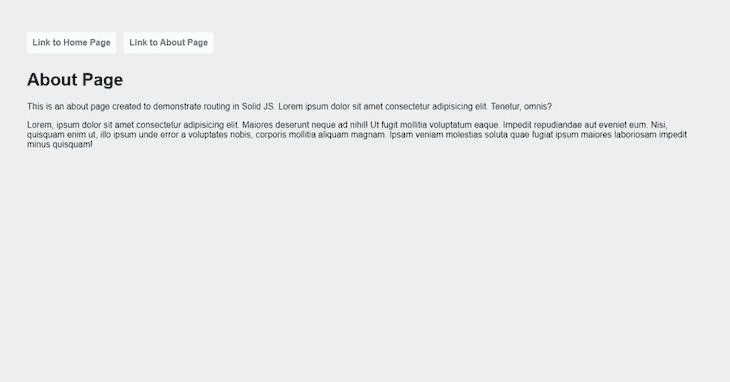 Link to Home Page Link to About Page
About Page
This is an about page created to demonstrate routing in Solid JS. Lorem ipsum dolor sit amet consectetur adipisicing elit. Tenetur, omnis?
Lorem, ipsum dolor sit amet consectetur adipisicing elit. Maiores deserunt neque ad nihil! Ut fugit mollitia voluptatum eaque. Impedit repudiandae aut eveniet eum. Nisi,
quisquam enim ut, illo ipsum unde error a voluptates nobis, corporis mollitia aliquam magnam. Ipsam veniam molestias soluta quae fugiat ipsum maiores laboriosam impedit
minus quisquam!